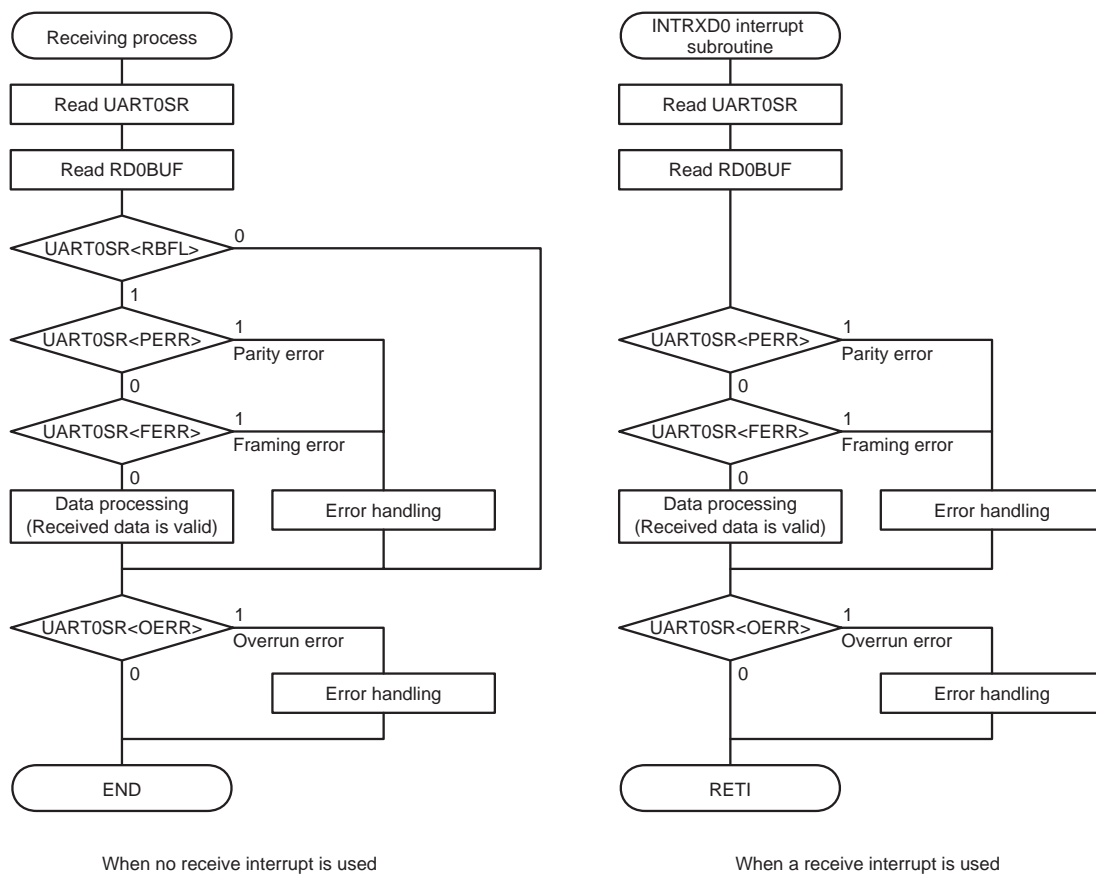 Receiving process
Read UART0SR
Read RD0BUF
UART0SR<RBFL>
0
1
UART0SR<PERR>
1
Parity error
0
UART0SR<FERR>
1
Framing error
0
Data processing
(Received data is valid)
Error handling
UART0SR<OERR>
1
Overrun error
0
Error handling
END
When no receive interrupt is used
INTRXD0 interrupt
subroutine
Read UART0SR
Read RD0BUF
UART0SR<PERR>
1
Parity error
0
UART0SR<FERR>
1
Framing error
0
Data processing
(Received data is valid)
Error handling
UART0SR<OERR>
1
Overrun error
0
Error handling
RETI
When a receive interrupt is used